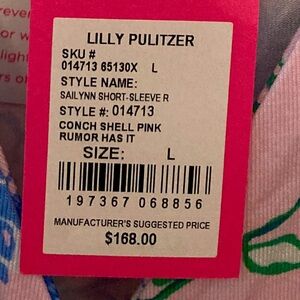 LILLY PULITZER
SKU #
014713 65130X L
STYLE NAME:
SAILYNN SHORT-SLEEVE R
STYLE #: 014713
CONCH SHELL PINK
RUMOR HAS IT
SIZE: L
197367 068856
MANUFACTURER'S SUGGESTED PRICE
$168.00